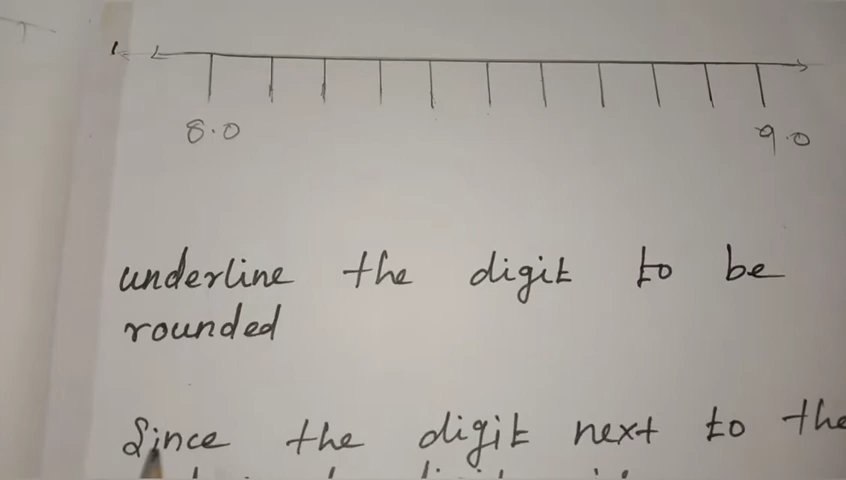 8.0 9.0
underline the digit to be
rounded
Since the digit next to the